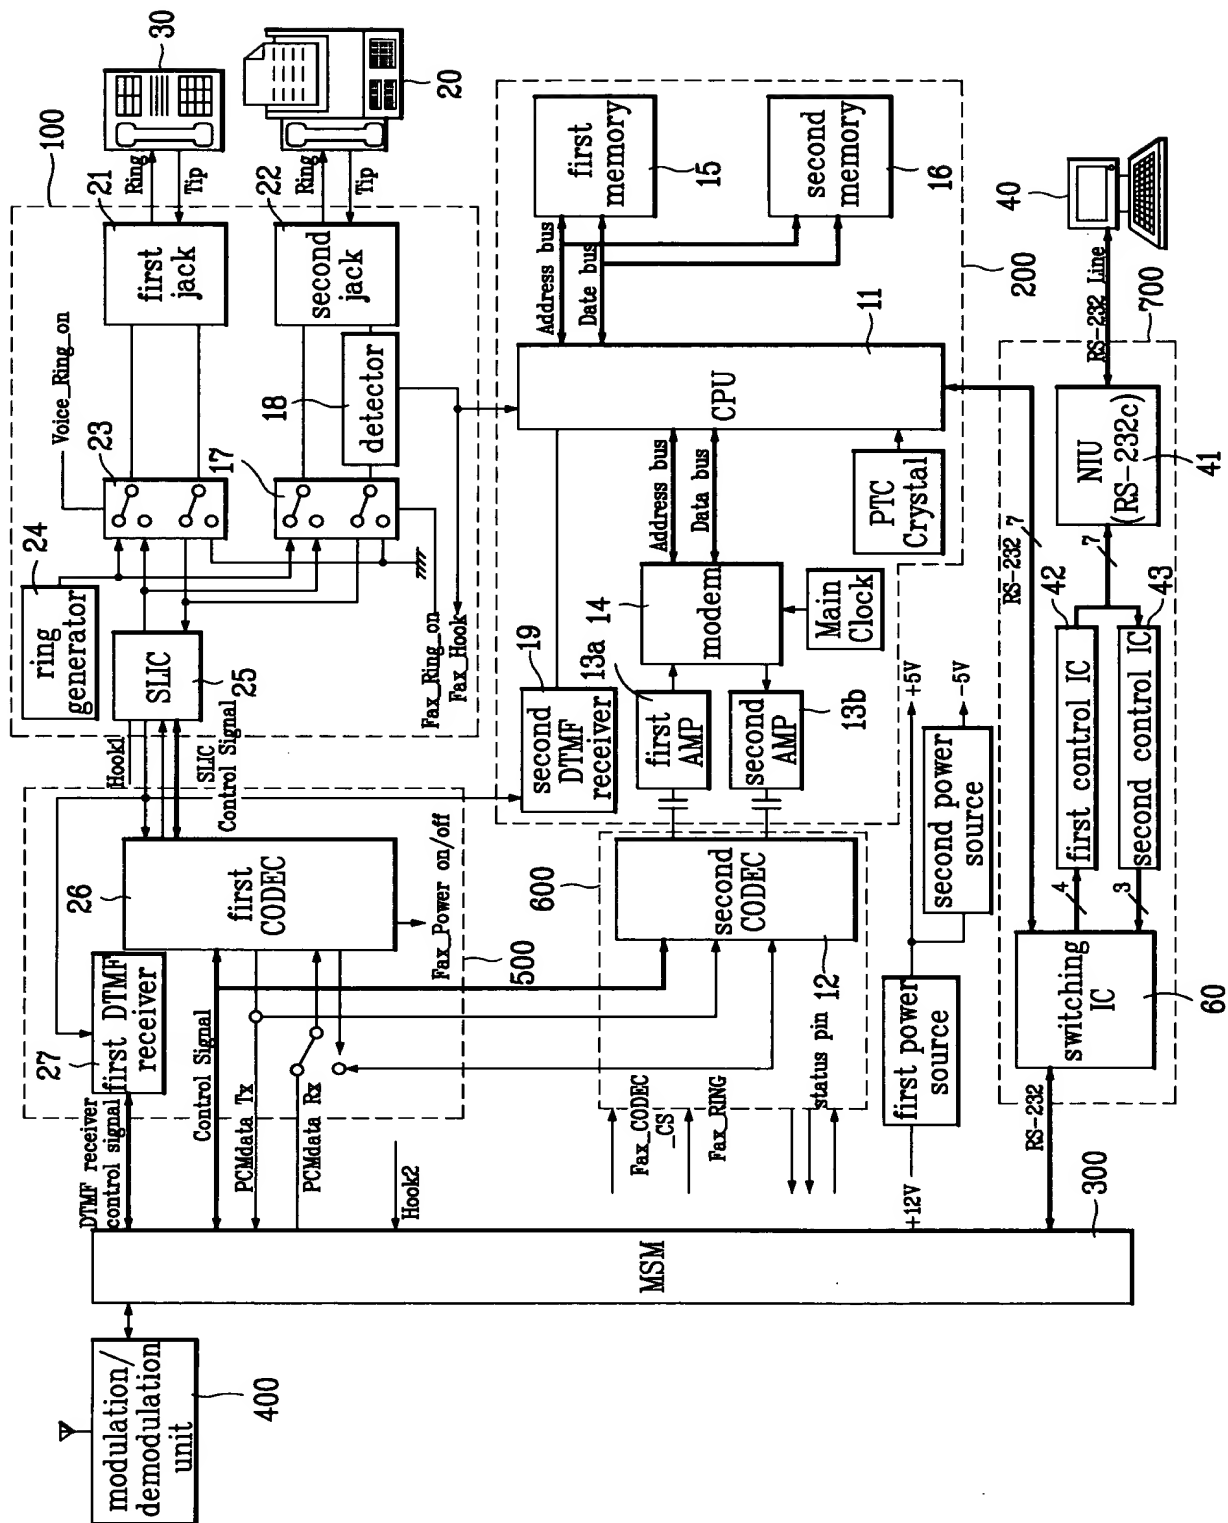 30
20
100
21
Ring
Tip
first
jack
22
Ring
Tip
second
jack
Voice_Ring_on
23
18
detector
17
24
ring
generator
SLIC
25
Fax_Ring_on
Fax_Hook
Hook1
SLIC
Control Signal
26
first
CODEC
Fax_Power on/off
500
first DTMF
receiver
27
DTMF receiver
control signal
Control Signal
PCMdata Tx
PCMdata Rx
Hook2
MSM
300
modulation/
demodulation
unit
400
first
memory
15
second
memory
16
Address bus
Date bus
200
11
CPU
Address bus
Data bus
PTC
Crystal
14
modem
Main
Clock
19
second
DTMF
receiver
13a
first
AMP
second
AMP
13b
600
second
CODEC
12
status pin
Fax_CODEC
_CS
Fax_RING
+5V
-5V
second power
source
first power
source
+12V
40
RS-232 Line
700
NIU
(RS-232c)
41
RS-232
7
7
42
43
first control IC
second control IC
4
3
switching
IC
60
RS-232